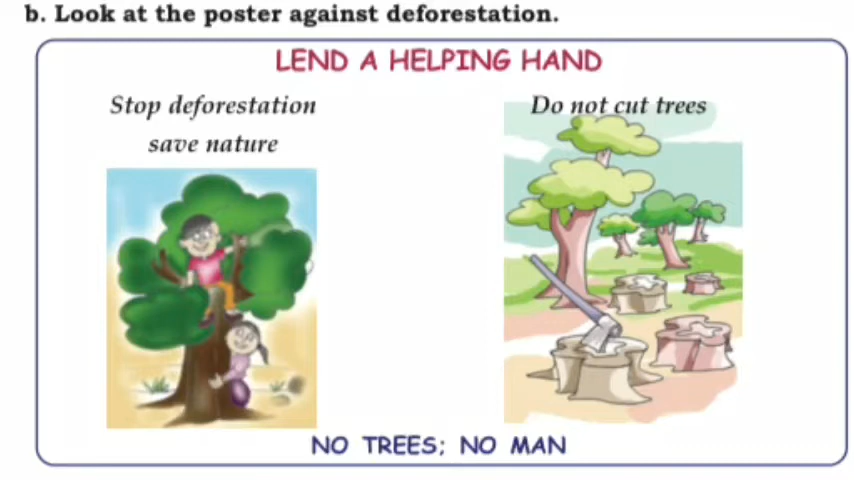 b. Look at the poster against deforestation.
LEND A HELPING HAND
Stop deforestation
save nature
Do not cut trees
NO TREES; NO MAN